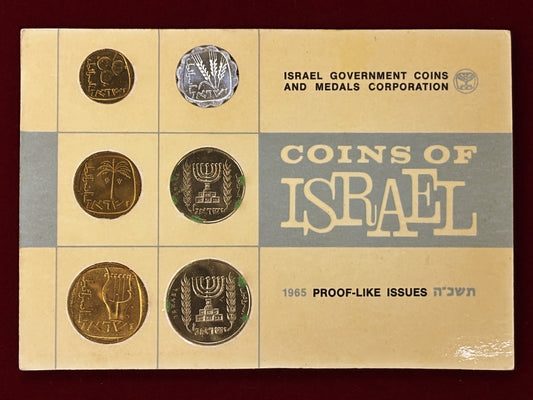 ISRAEL GOVERNMENT COINS
AND MEDALS CORPORATION
COINS OF
ISRAEL
1965 PROOF-LIKE ISSUES תשכ"ה